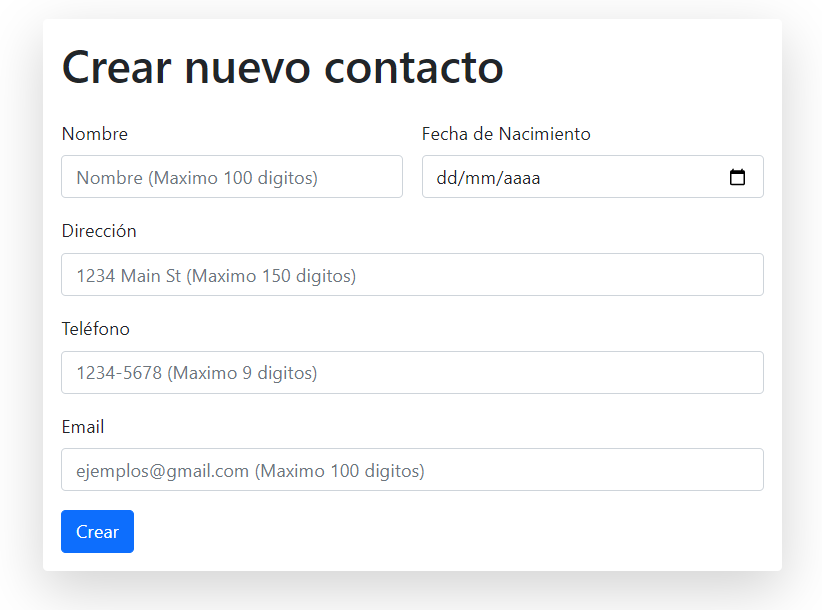 Crear nuevo contacto
Nombre
Fecha de Nacimiento
Nombre (Maximo 100 digitos)
dd/mm/aaaa
Dirección
1234 Main St (Maximo 150 digitos)
Teléfono
1234-5678 (Maximo 9 digitos)
Email
ejemplos@gmail.com (Maximo 100 digitos)
Crear